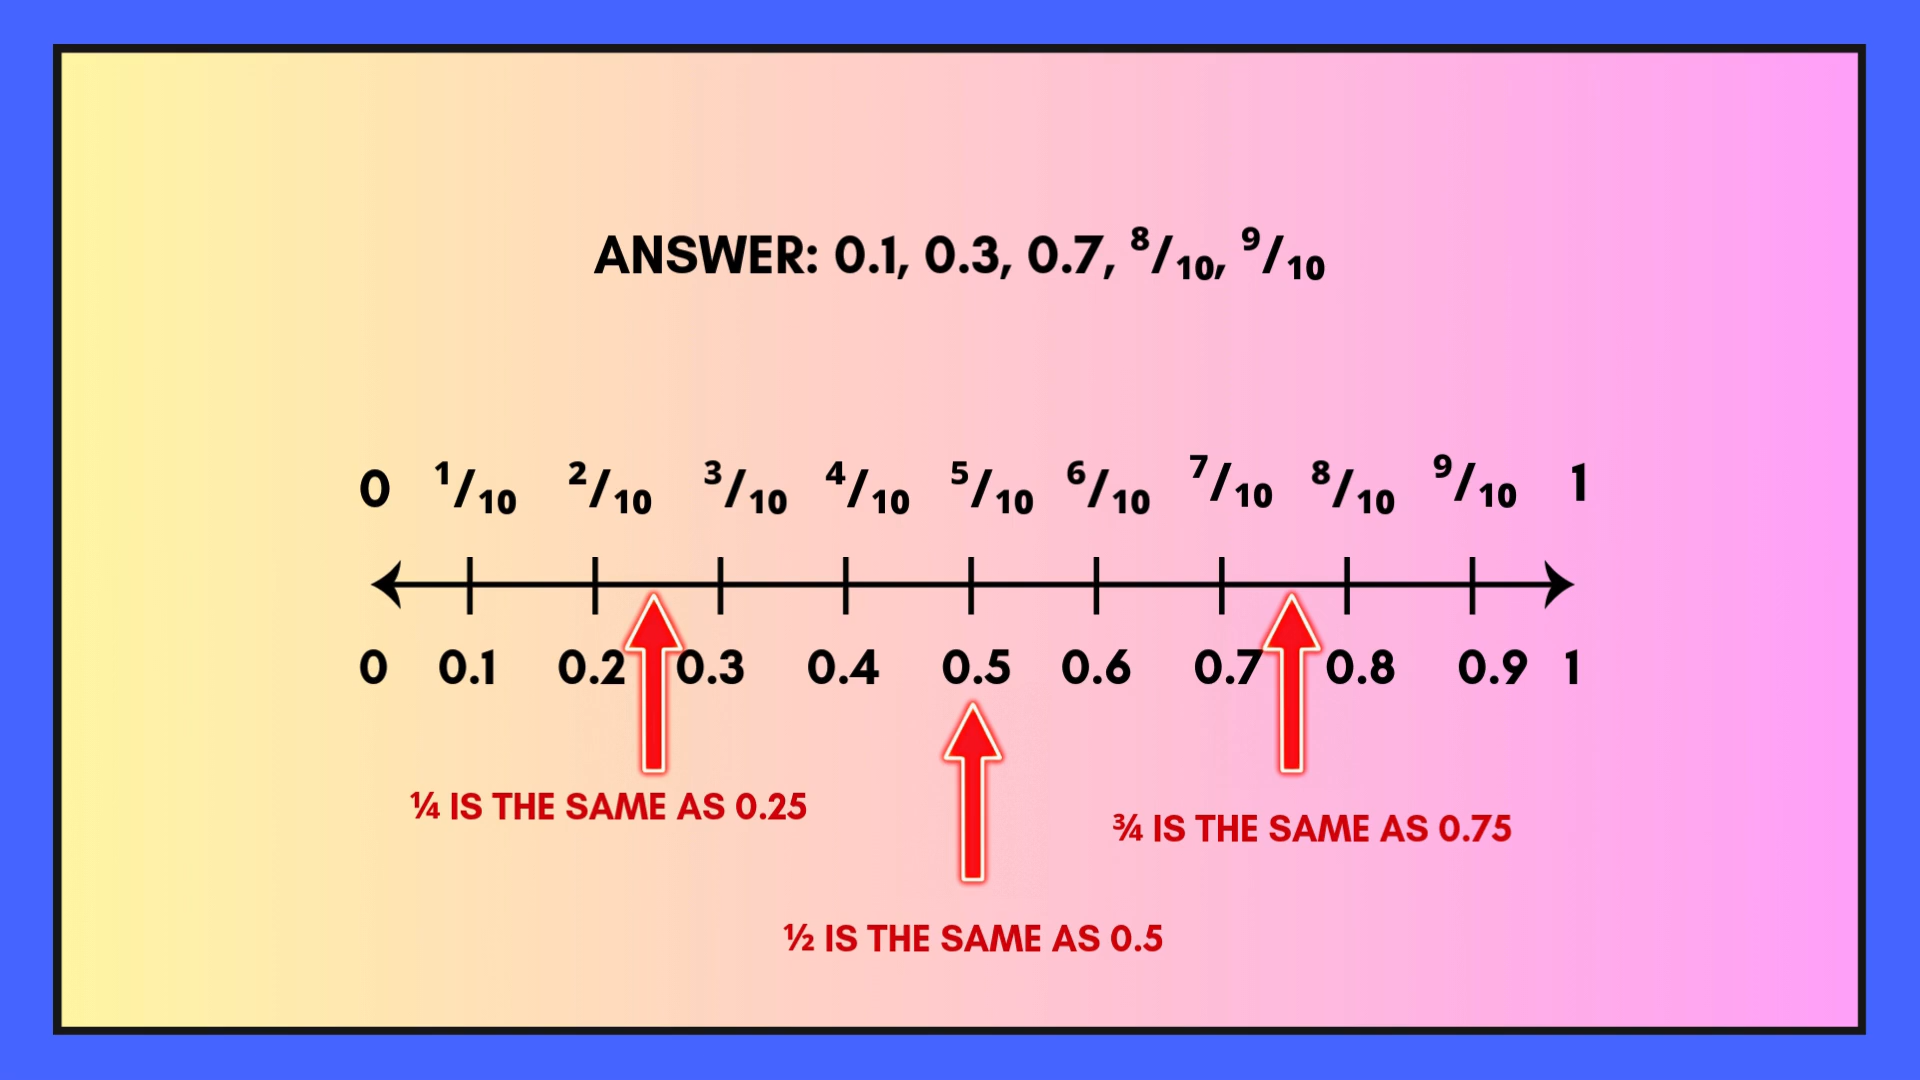 ANSWER: 0.1, 0.3, 0.7, ⁸/₁₀, ⁹/₁₀
0 ¹/₁₀ ²/₁₀ ³/₁₀ ⁴/₁₀ ⁵/₁₀ ⁶/₁₀ ⁷/₁₀ ⁸/₁₀ ⁹/₁₀ 1
0 0.1 0.2 0.3 0.4 0.5 0.6 0.7 0.8 0.9 1
¼ IS THE SAME AS 0.25
¾ IS THE SAME AS 0.75
½ IS THE SAME AS 0.5